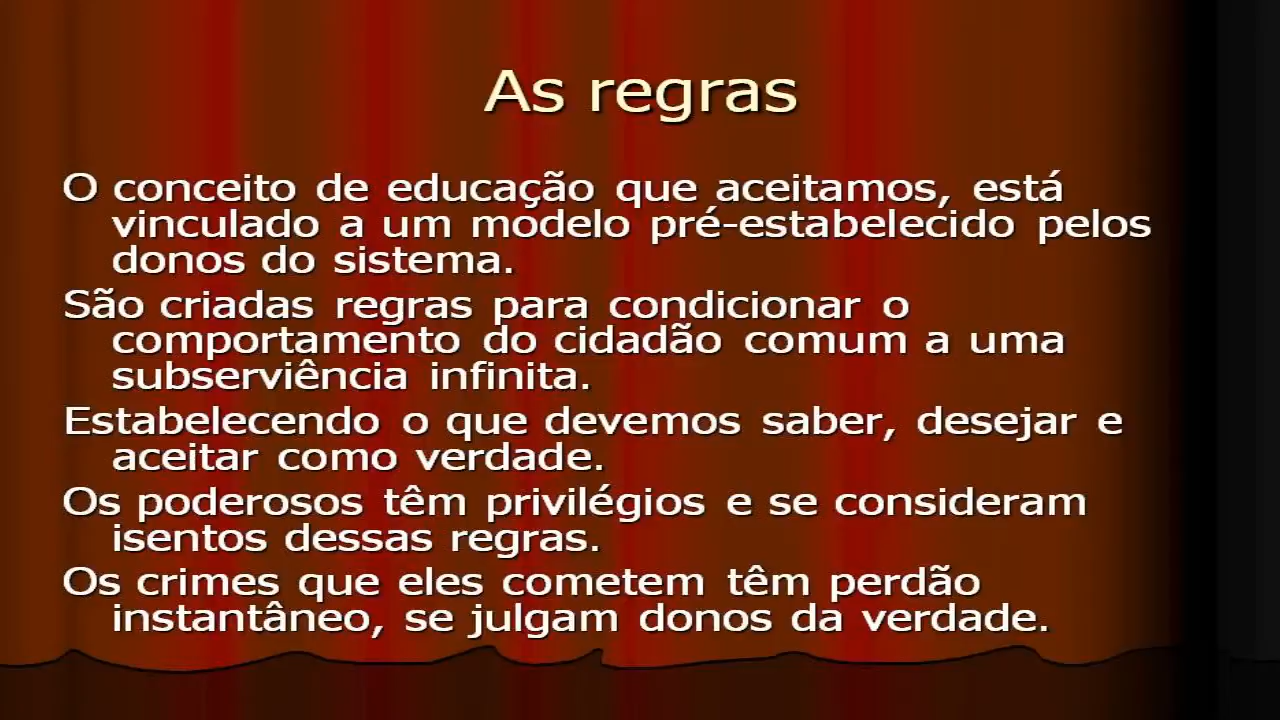 As regras
O conceito de educação que aceitamos, está
vinculado a um modelo pré-estabelecido pelos
donos do sistema.
São criadas regras para condicionar o
comportamento do cidadão comum a uma
subserviência infinita.
Estabelecendo o que devemos saber, desejar e
aceitar como verdade.
Os poderosos têm privilégios e se consideram
isentos dessas regras.
Os crimes que eles cometem têm perdão
instantâneo, se julgam donos da verdade.